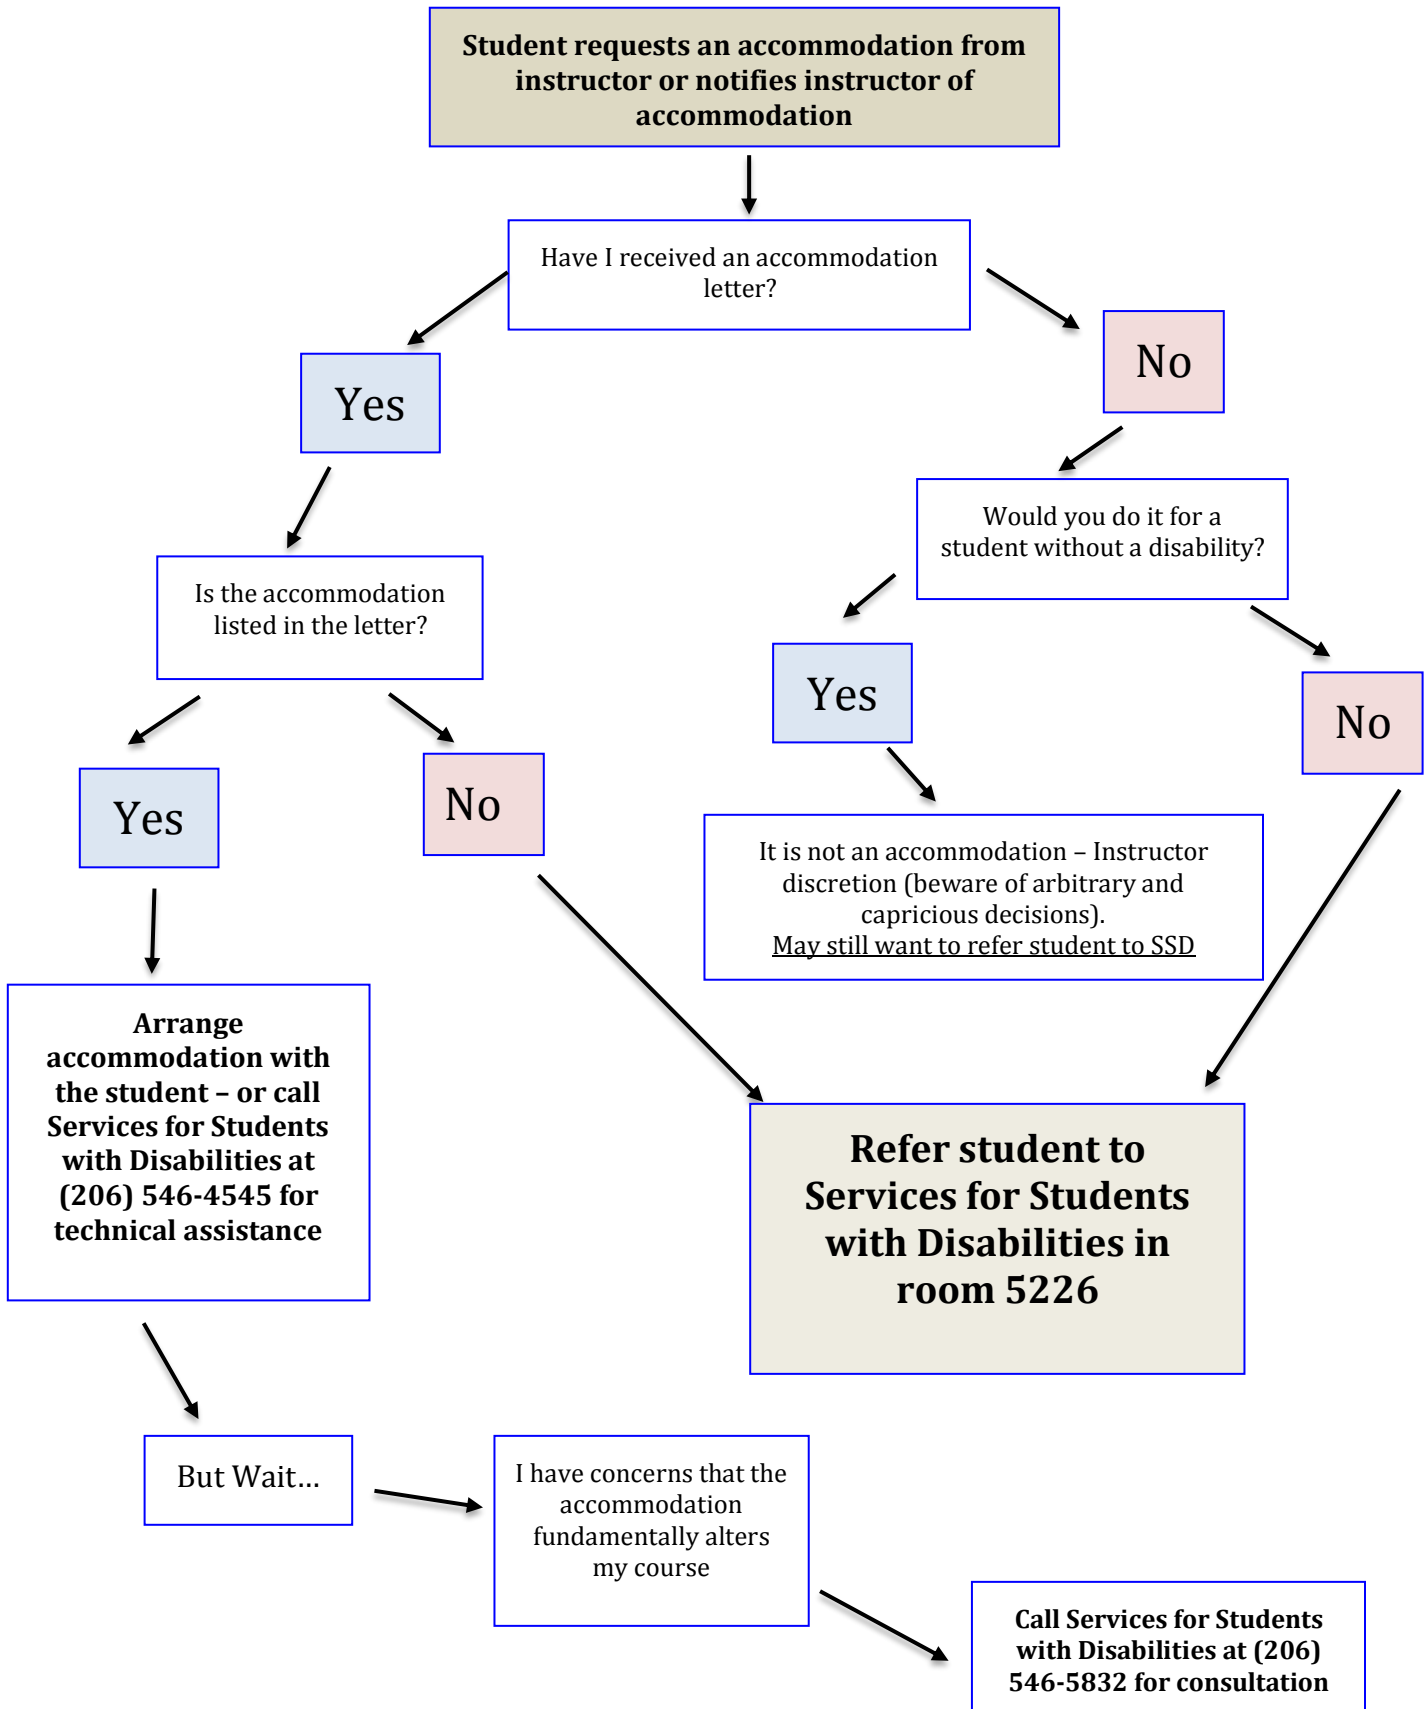 Student requests an accommodation from
instructor or notifies instructor of
accommodation
Have I received an accommodation
letter?
Yes
No
Would you do it for a
student without a disability?
Is the accommodation
listed in the letter?
Yes
No
Yes
No
It is not an accommodation – Instructor
discretion (beware of arbitrary and
capricious decisions).
May still want to refer student to SSD
Arrange
accommodation with
the student – or call
Services for Students
with Disabilities at
(206) 546-4545 for
technical assistance
Refer student to
Services for Students
with Disabilities in
room 5226
But Wait…
I have concerns that the
accommodation
fundamentally alters
my course
Call Services for Students
with Disabilities at (206)
546-5832 for consultation